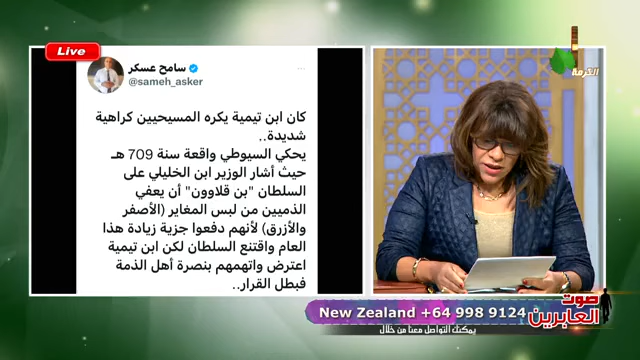 Live
سامح عسكر
@sameh_asker
كان ابن تيمية يكره المسيحيين كراهية
شديدة..
يحكي السيوطي واقعة سنة 709 هـ
حيث أشار الوزير ابن الخليلي على
السلطان "بن قلاوون" أن يعفي
الذميين من لبس المغاير (الأصفر
والأزرق) لأنهم دفعوا جزية زيادة هذا
العام واقتنع السلطان لكن ابن تيمية
اعترض واتهمهم بنصرة أهل الذمة
فبطل القرار..
الكرمة
New Zealand +64 998 9124
يمكنك التواصل معنا من خلال
صوت
العابرين